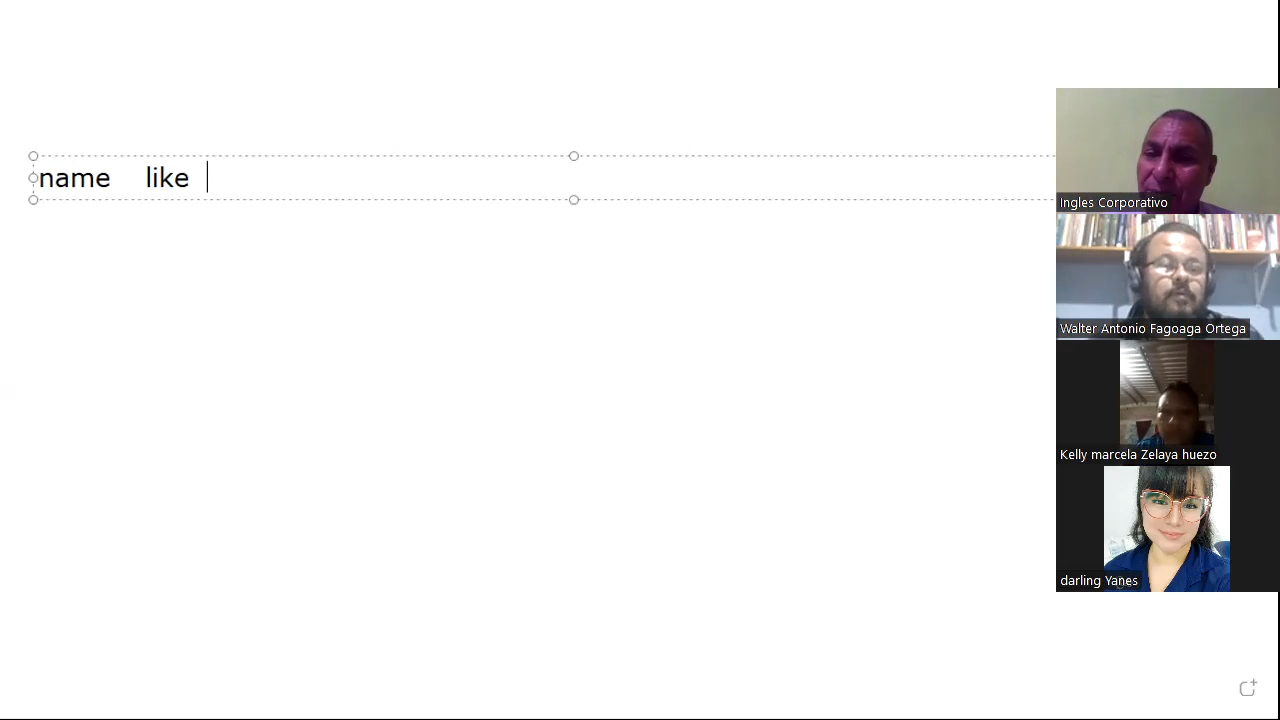 name like
Ingles Corporativo
Walter Antonio Fagoaga Ortega
Kelly marcela Zelaya huezo
darling Yanes